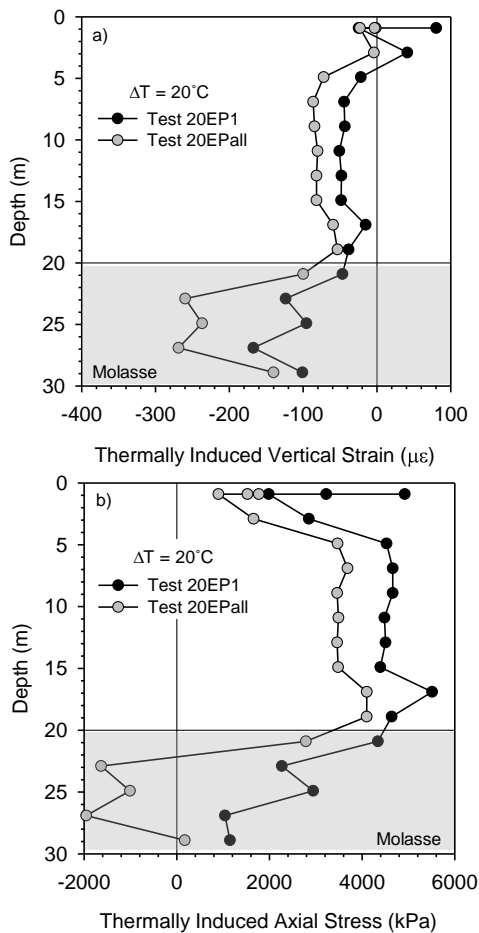 0
a)
5
ΔT = 20˚C
Test 20EP1
Test 20EPall
10
15
20
25
Molasse
30
Depth (m)
-400 -300 -200 -100 0 100
Thermally Induced Vertical Strain (με)
0
b)
5
ΔT = 20˚C
Test 20EP1
Test 20EPall
10
15
20
25
Molasse
30
Depth (m)
-2000 0 2000 4000 6000
Thermally Induced Axial Stress (kPa)